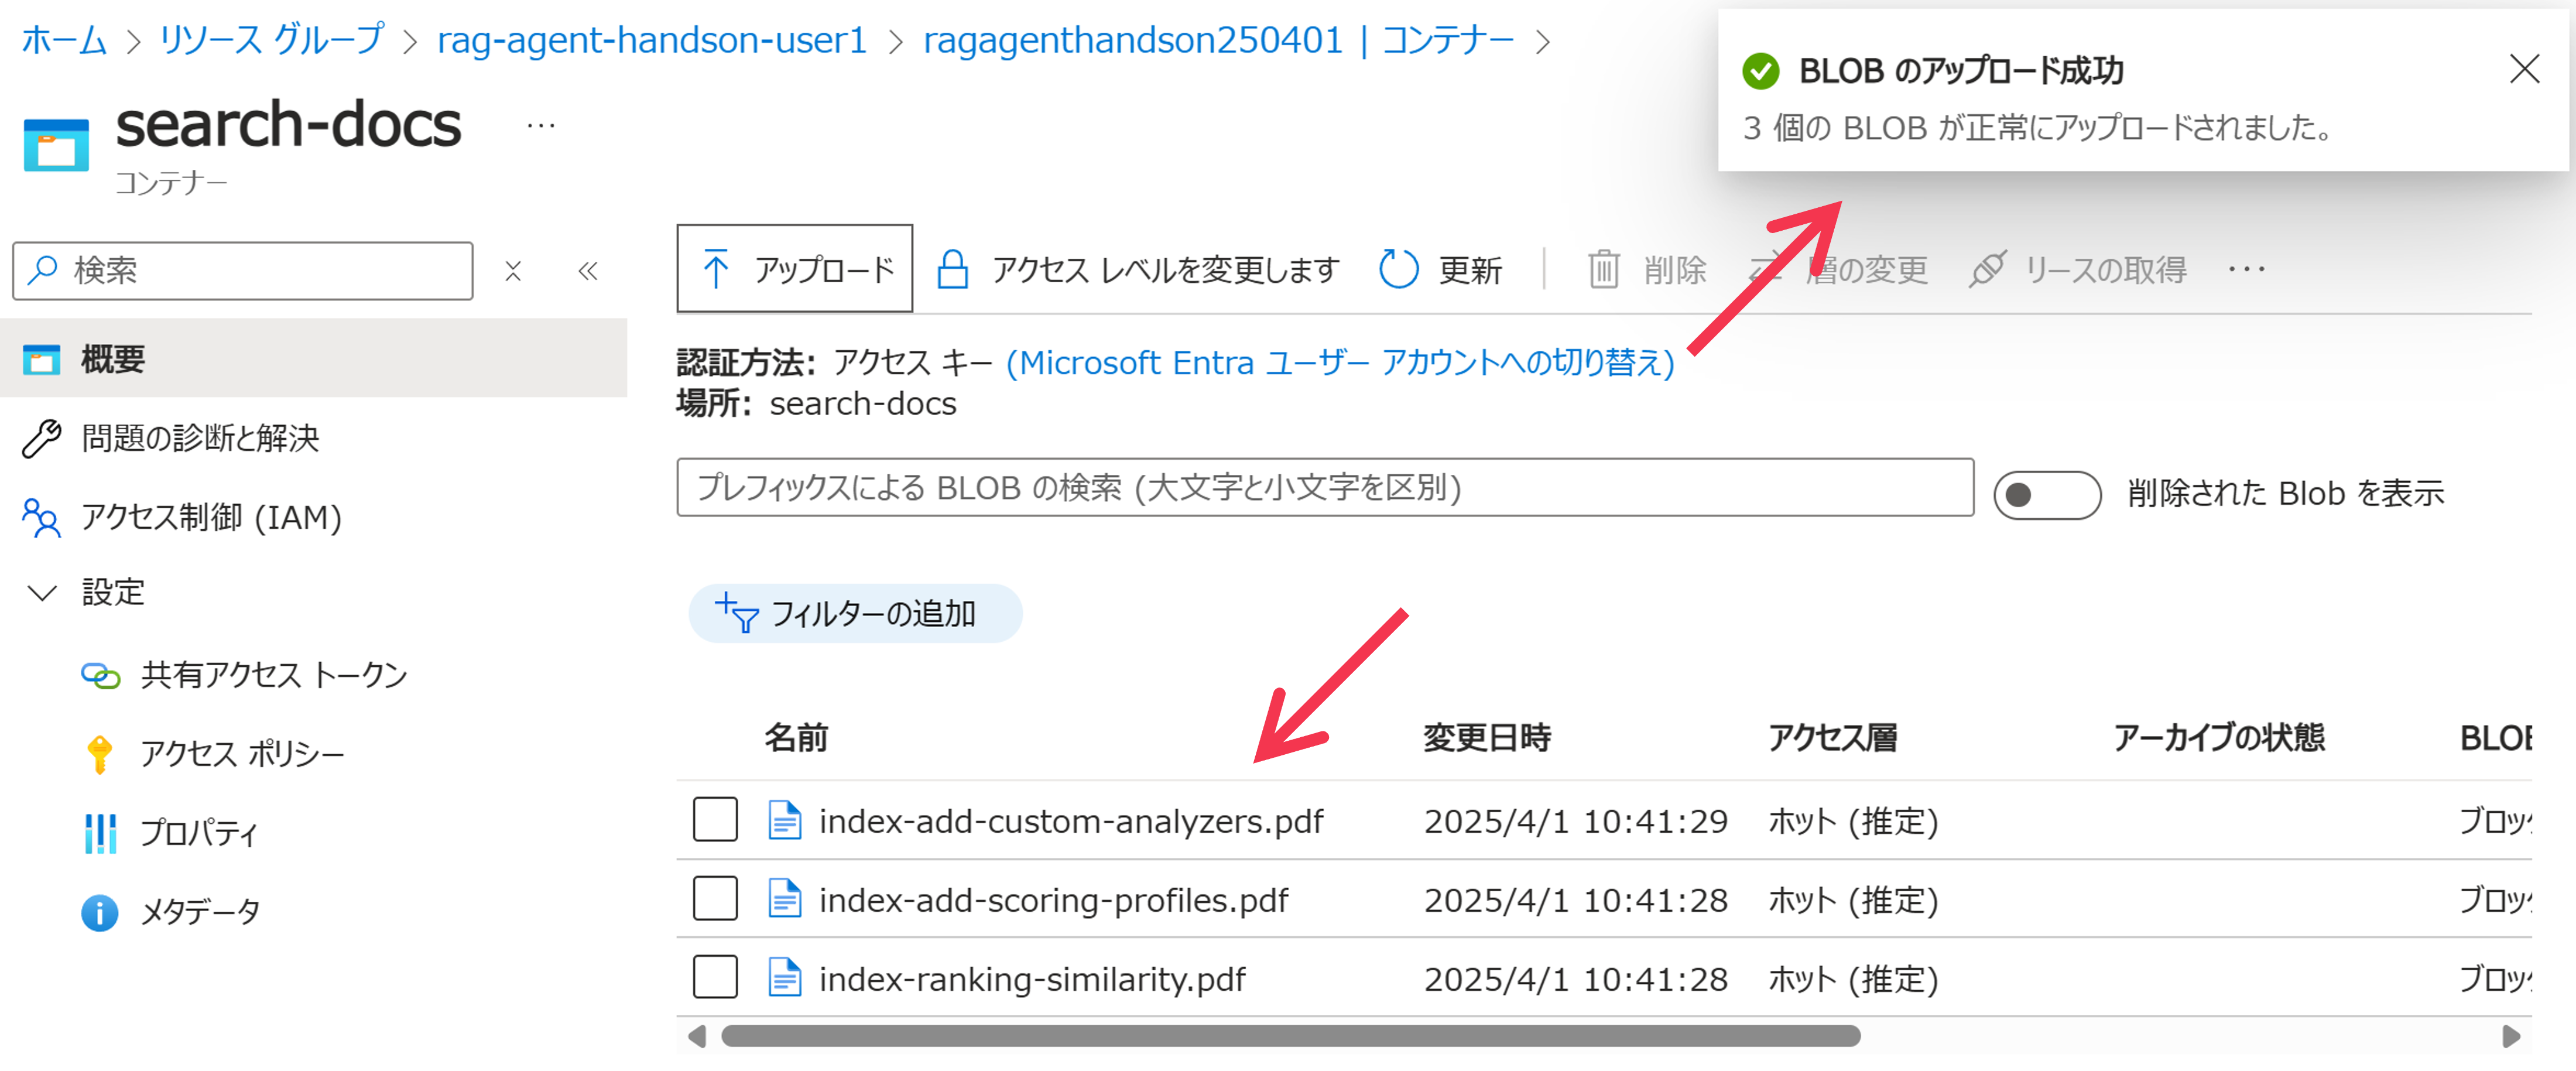 ホーム > リソース グループ > rag-agent-handson-user1 > ragagenthandson250401 | コンテナー >
BLOB のアップロード成功
3 個の BLOB が正常にアップロードされました。
search-docs ...
コンテナー
検索
概要
問題の診断と解決
アクセス制御 (IAM)
設定
共有アクセス トークン
アクセス ポリシー
プロパティ
メタデータ
アップロード アクセス レベルを変更します 更新 削除 層の変更 リースの取得 ...
認証方法: アクセス キー (Microsoft Entra ユーザー アカウントへの切り替え)
場所: search-docs
プレフィックスによる BLOB の検索 (大文字と小文字を区別)
削除された Blob を表示
フィルターの追加
名前 変更日時 アクセス層 アーカイブの状態 BLOB
index-add-custom-analyzers.pdf 2025/4/1 10:41:29 ホット (推定) ブロック
index-add-scoring-profiles.pdf 2025/4/1 10:41:28 ホット (推定) ブロック
index-ranking-similarity.pdf 2025/4/1 10:41:28 ホット (推定) ブロック